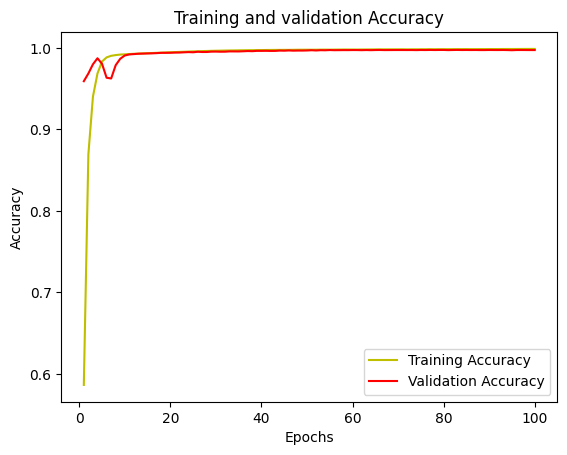 Training and validation Accuracy
1.0
0.9
0.8
0.7
0.6
Accuracy
0
20
40
60
80
100
Epochs
Training Accuracy
Validation Accuracy